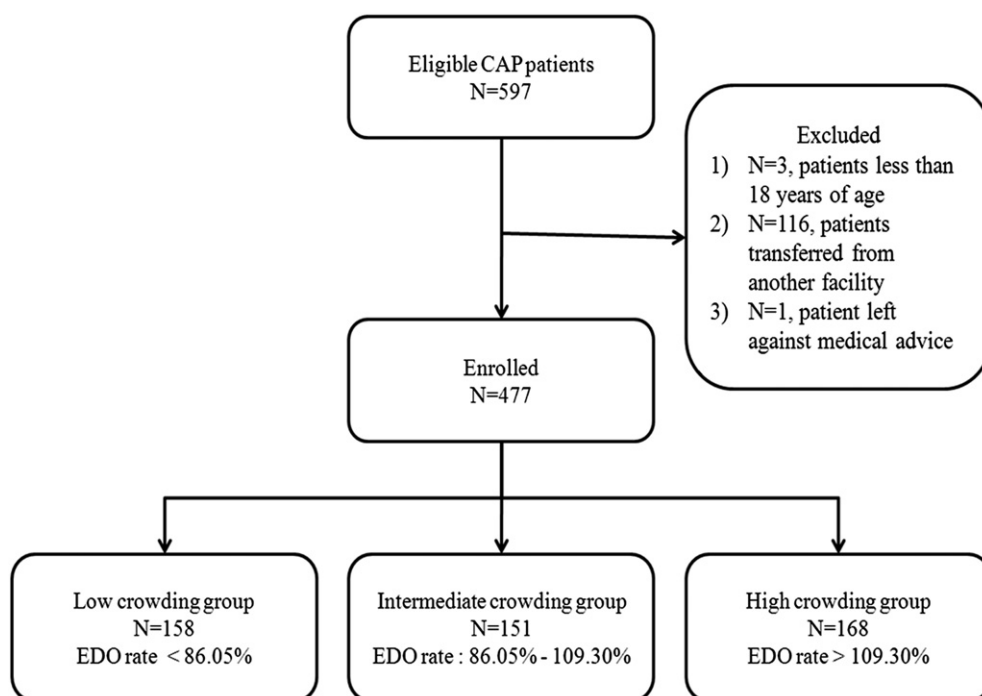 Eligible CAP patients
N=597
Excluded
1) N=3, patients less
18 years of age
2) N=116, patients
transferred from
another facility
3) N=1, patient left
against medical advice
Enrolled
N=477
Low crowding group
N=158
EDO rate < 86.05%
Intermediate crowding group
N=151
EDO rate : 86.05% - 109.30%
High crowding group
N=168
EDO rate > 109.30%